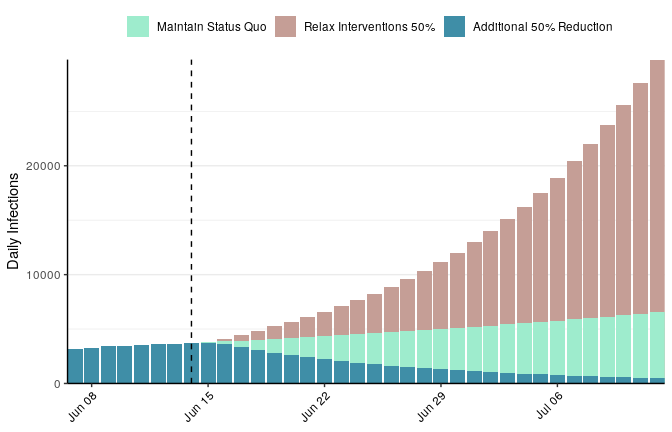 Maintain Status Quo Relax Interventions 50% Additional 50% Reduction
Daily Infections
20000
10000
0
Jun 08 Jun 15 Jun 22 Jun 29 Jul 06